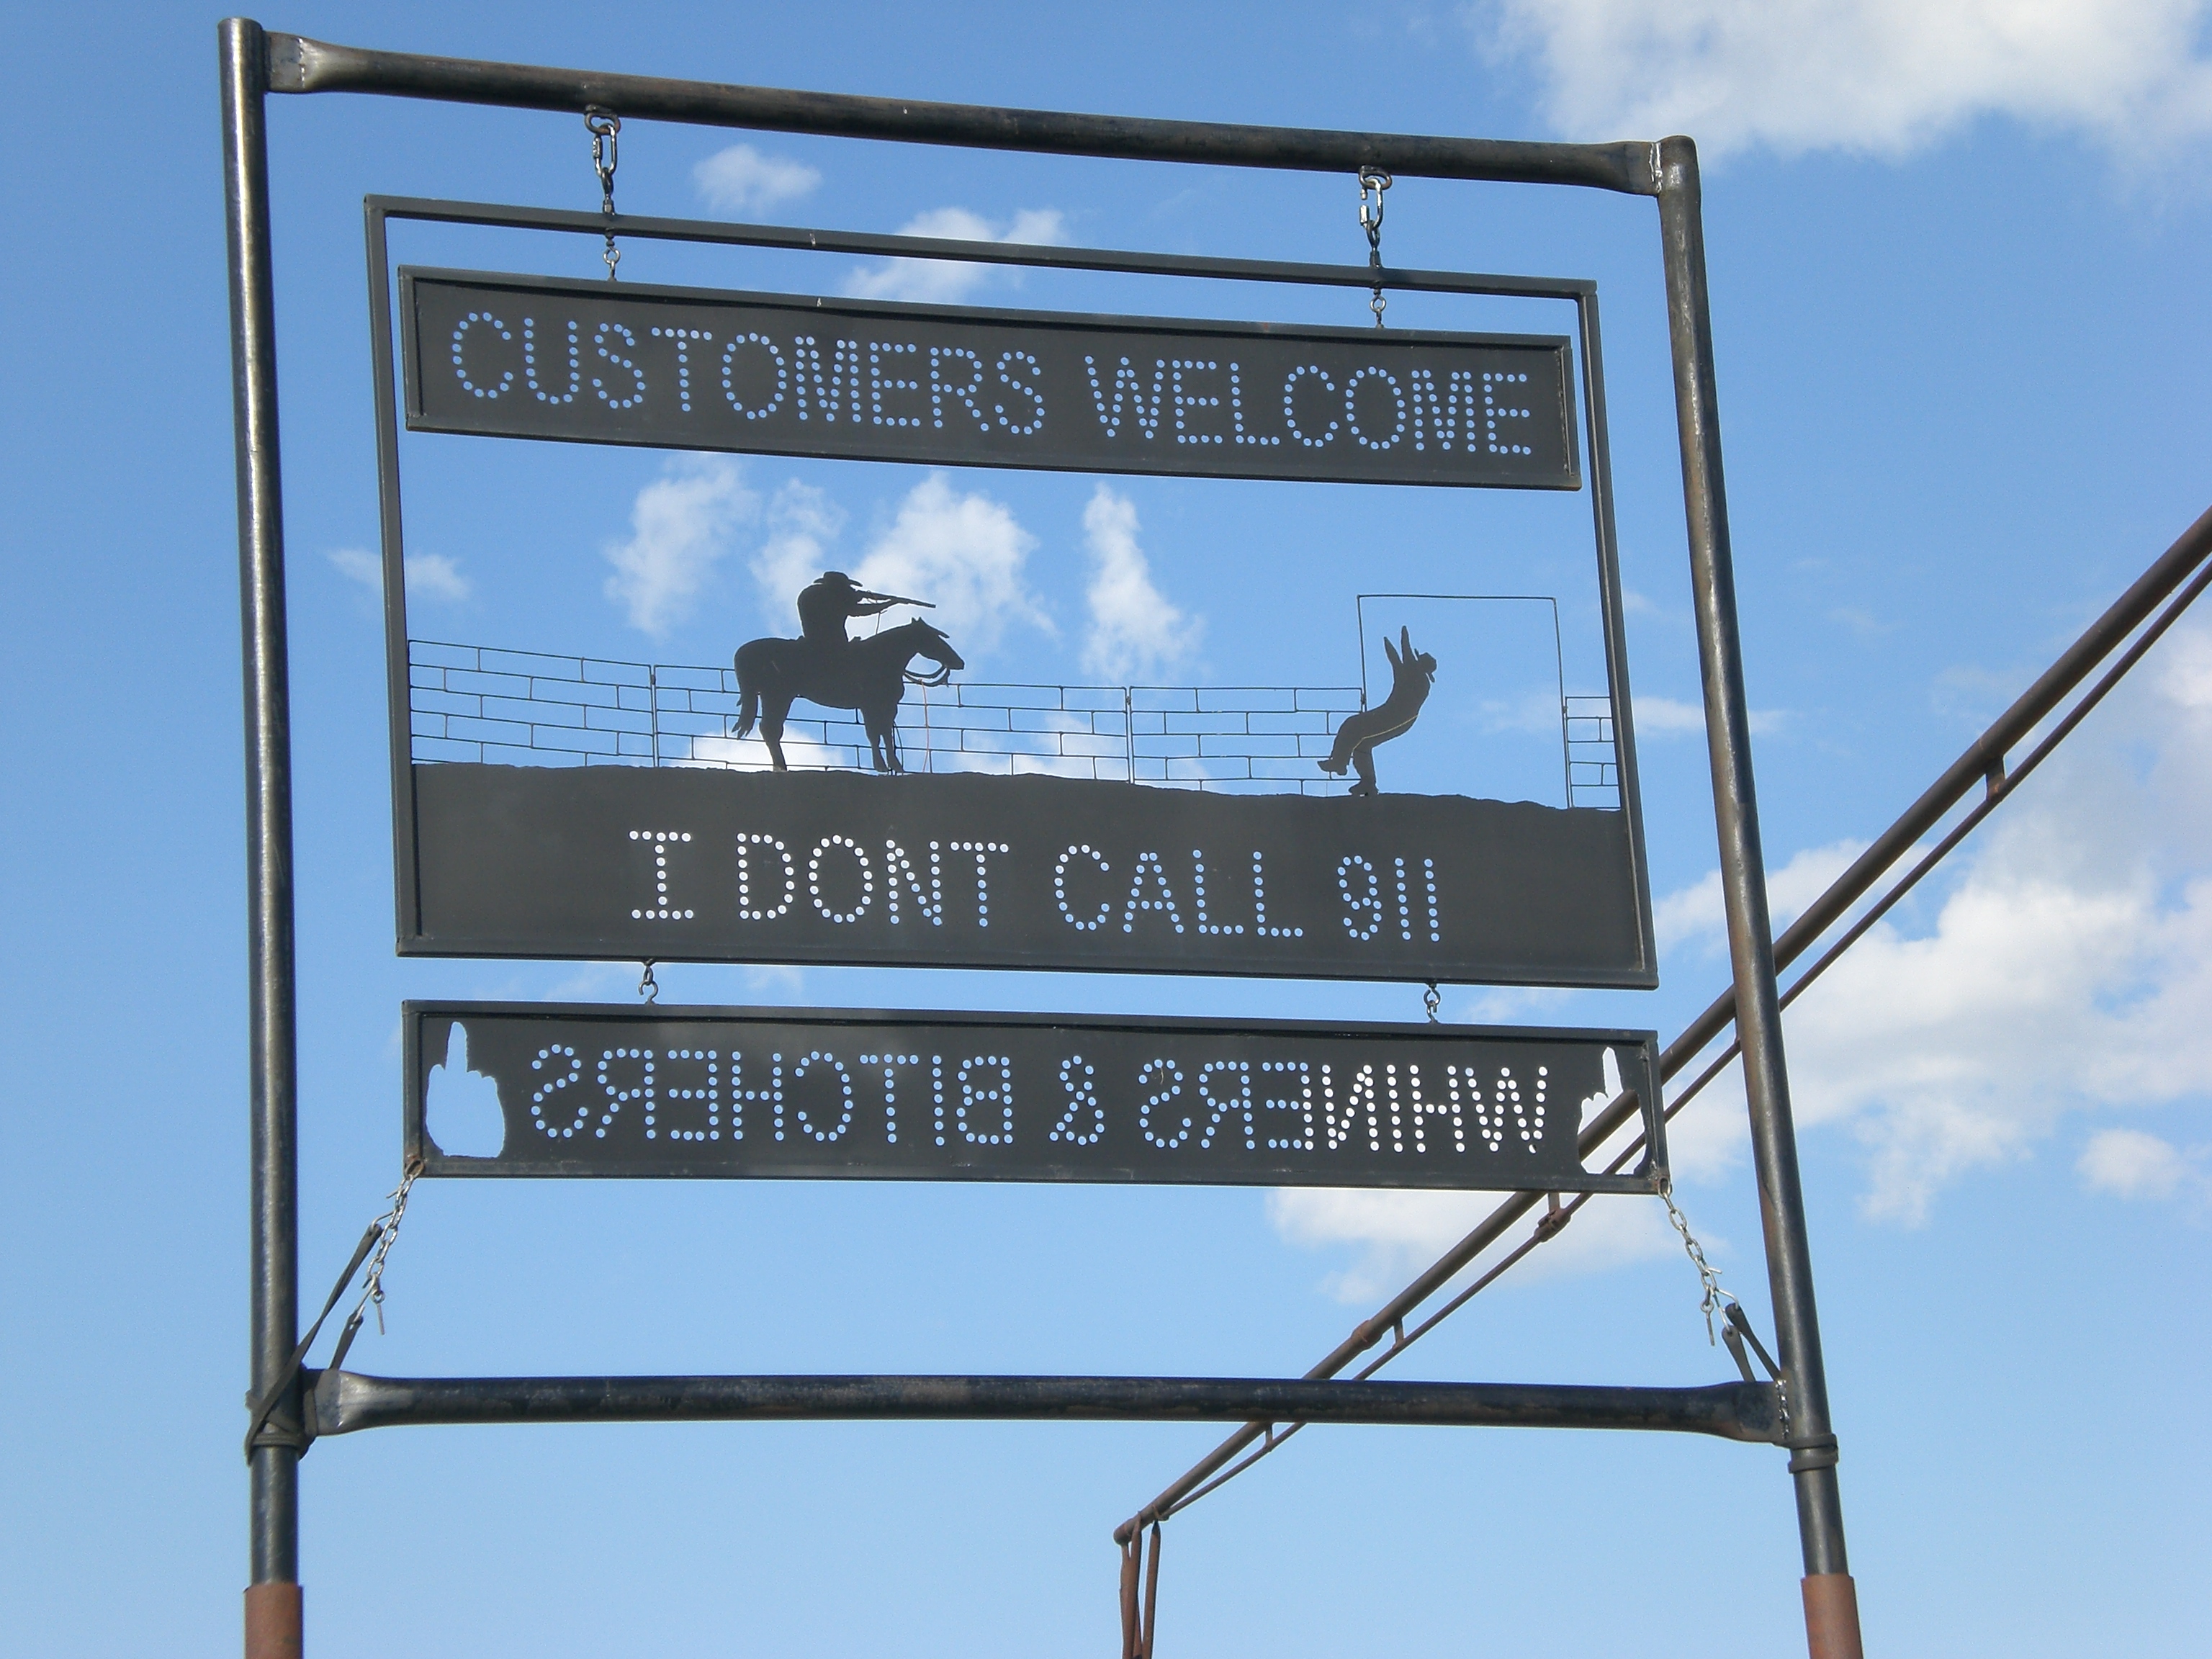 CUSTOMERS WELCOME
I DONT CALL 911
WHINERS & BITCHERS